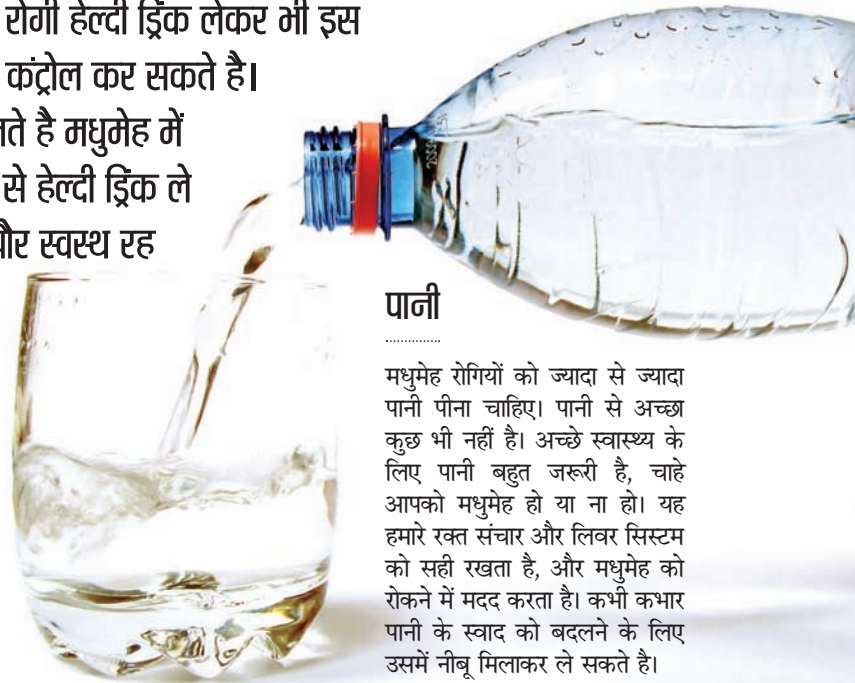 रोगी हेल्दी ड्रिंक लेकर भी इस
कंट्रोल कर सकते है।
है मधुमेह में
से हेल्दी ड्रिंक ले
स्वस्थ रह
पानी
मधुमेह रोगियों को ज्यादा से ज्यादा
पानी पीना चाहिए। पानी से अच्छा
कुछ भी नहीं है। अच्छे स्वास्थ्य के
लिए पानी बहुत जरूरी है, चाहे
आपको मधुमेह हो या ना हो। यह
हमारे रक्त संचार और लिवर सिस्टम
को सही रखता है, और मधुमेह को
रोकने में मदद करता है। कभी कभार
पानी के स्वाद को बदलने के लिए
उसमें नीबू मिलाकर ले सकते है।